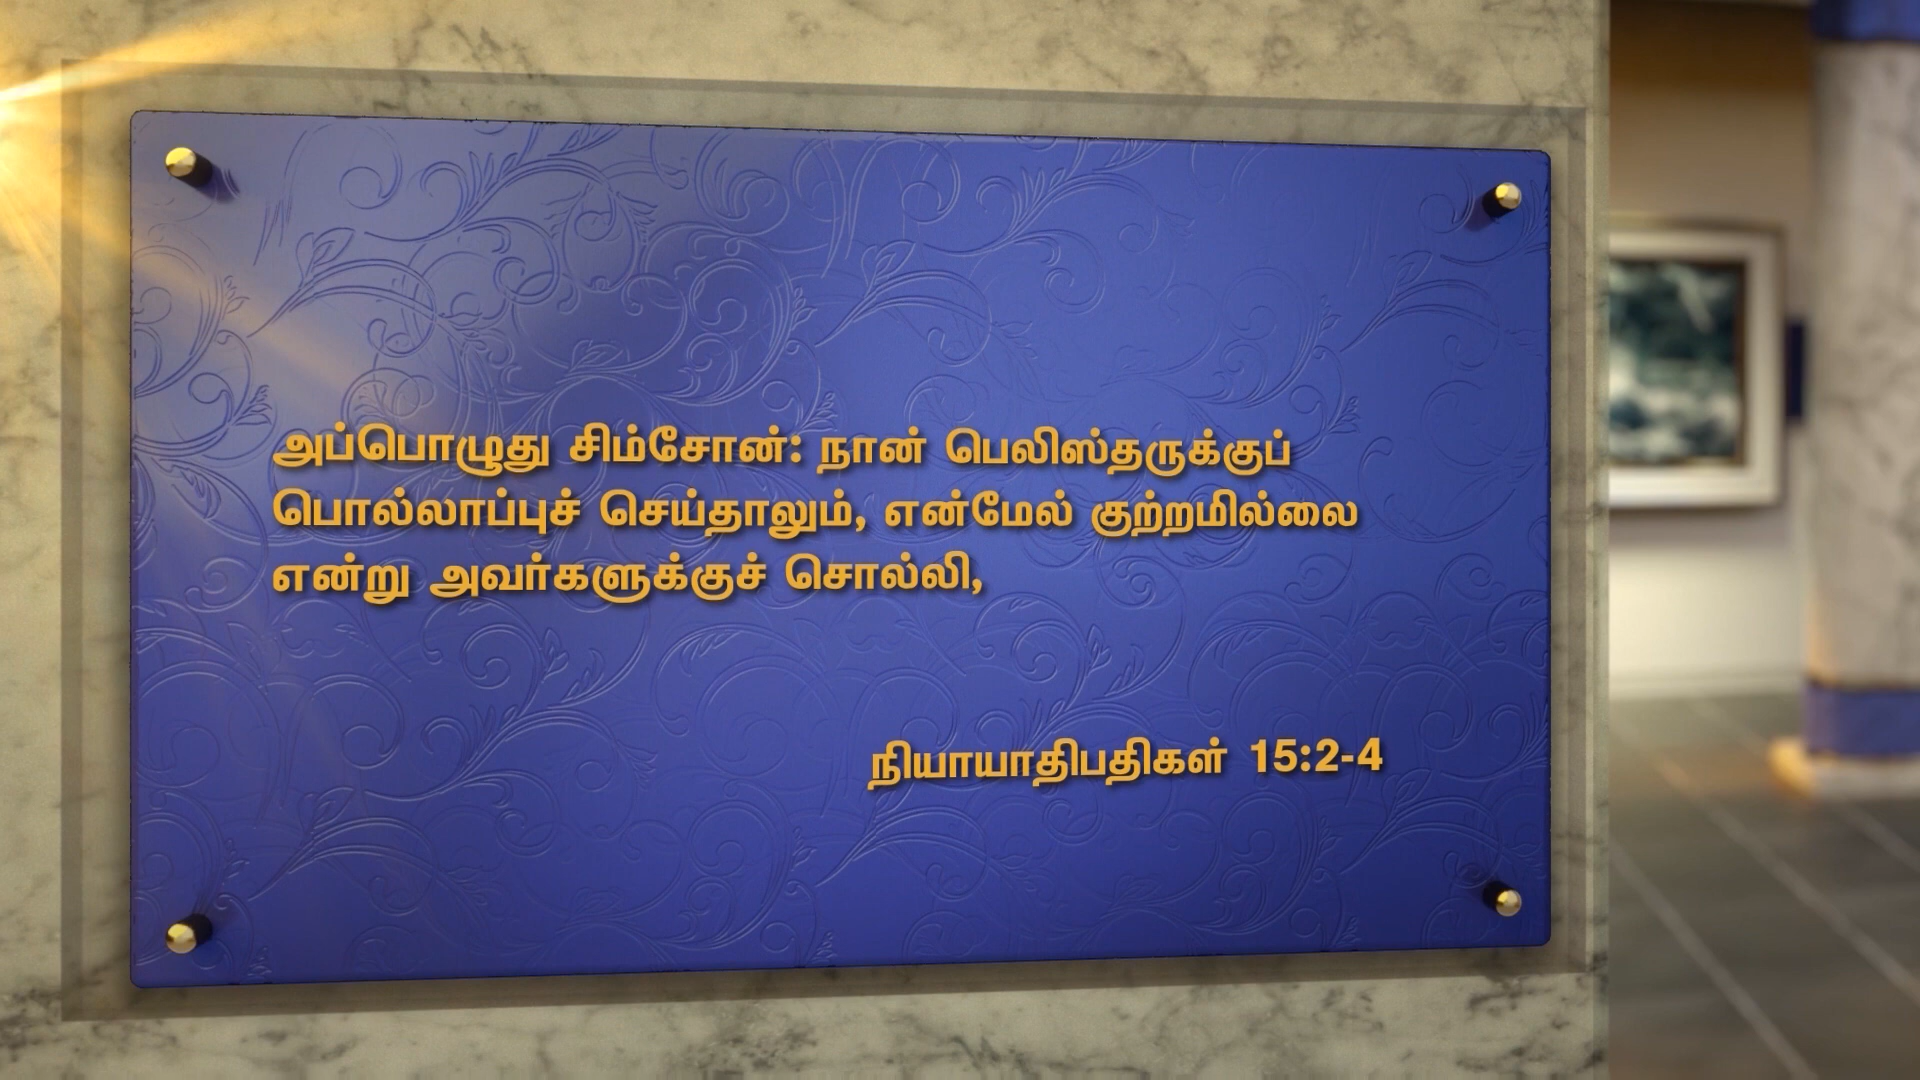 அப்பொழுது சிம்சோன்: நான் பெலிஸ்தருக்குப்
பொல்லாப்புச் செய்தாலும், என்மேல் குற்றமில்லை
என்று அவர்களுக்குச் சொல்லி,
நியாயாதிபதிகள் 15:2-4